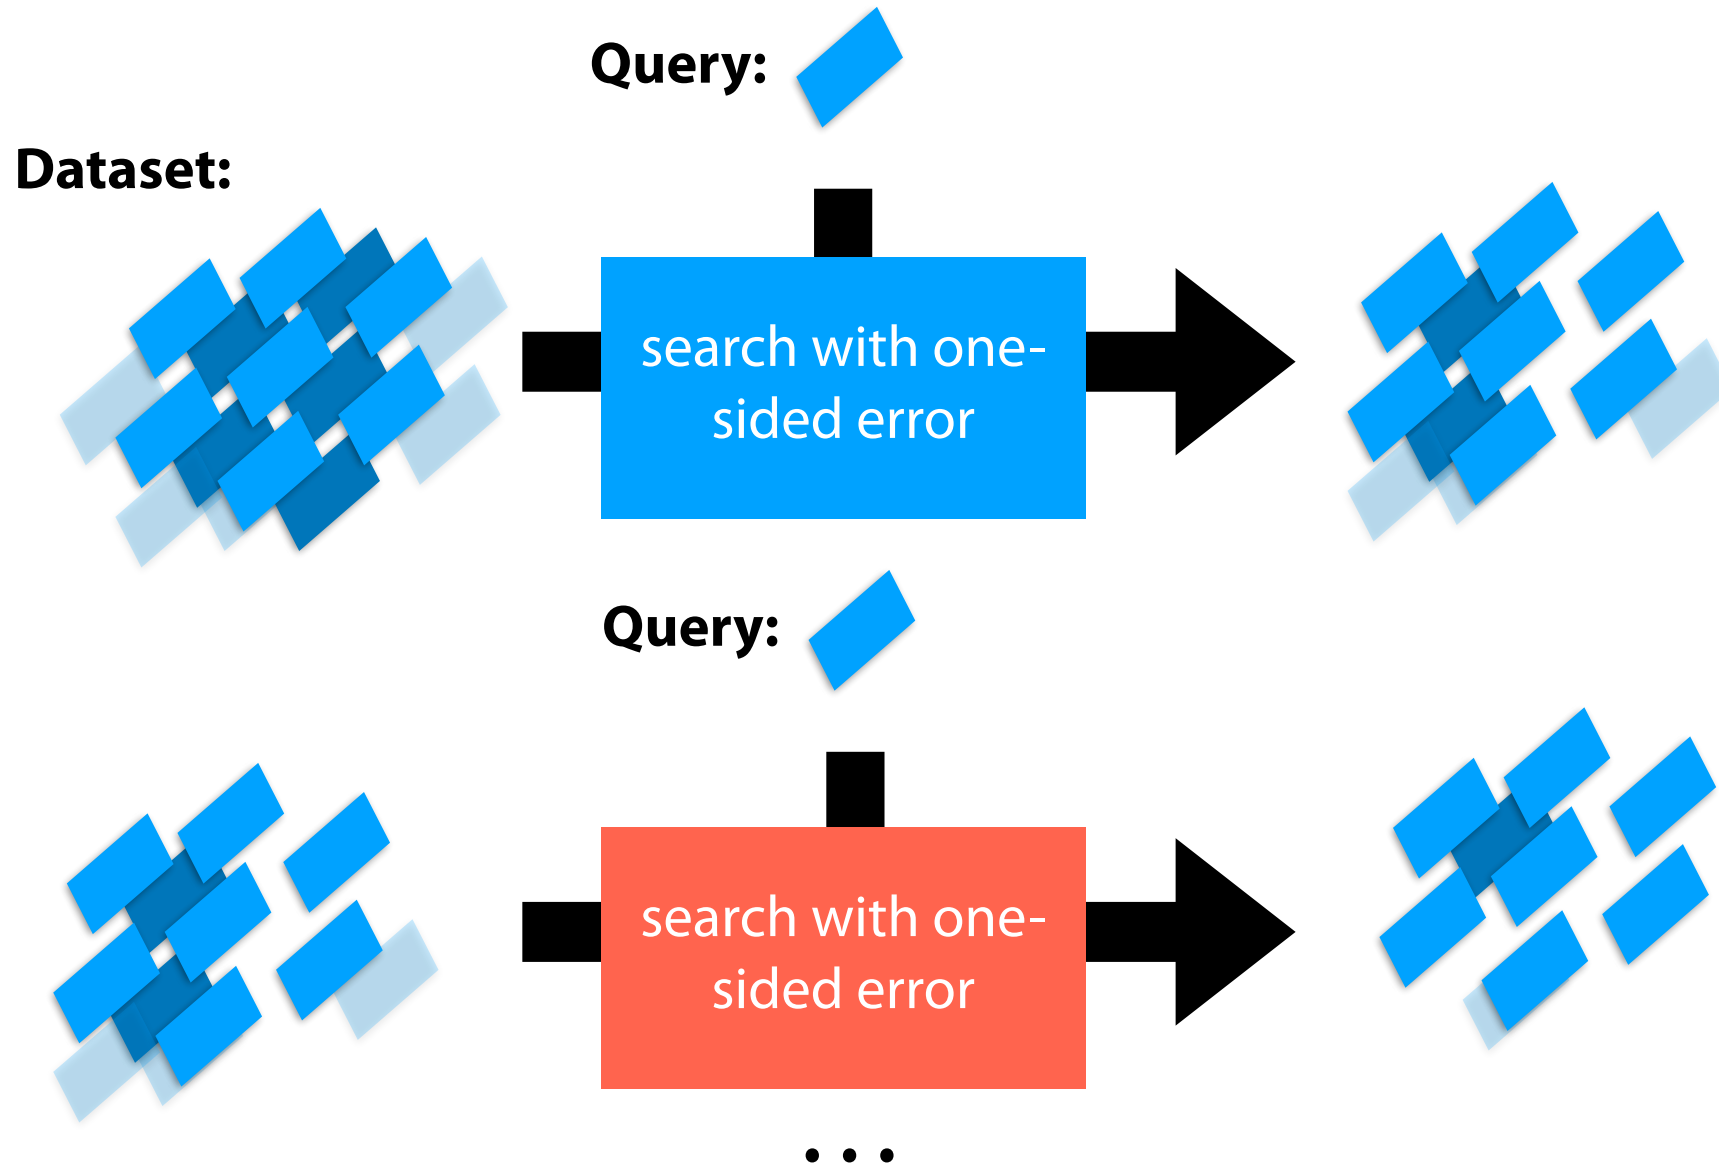 Query:
Dataset:
search with one-
sided error
Query:
search with one-
sided error
...